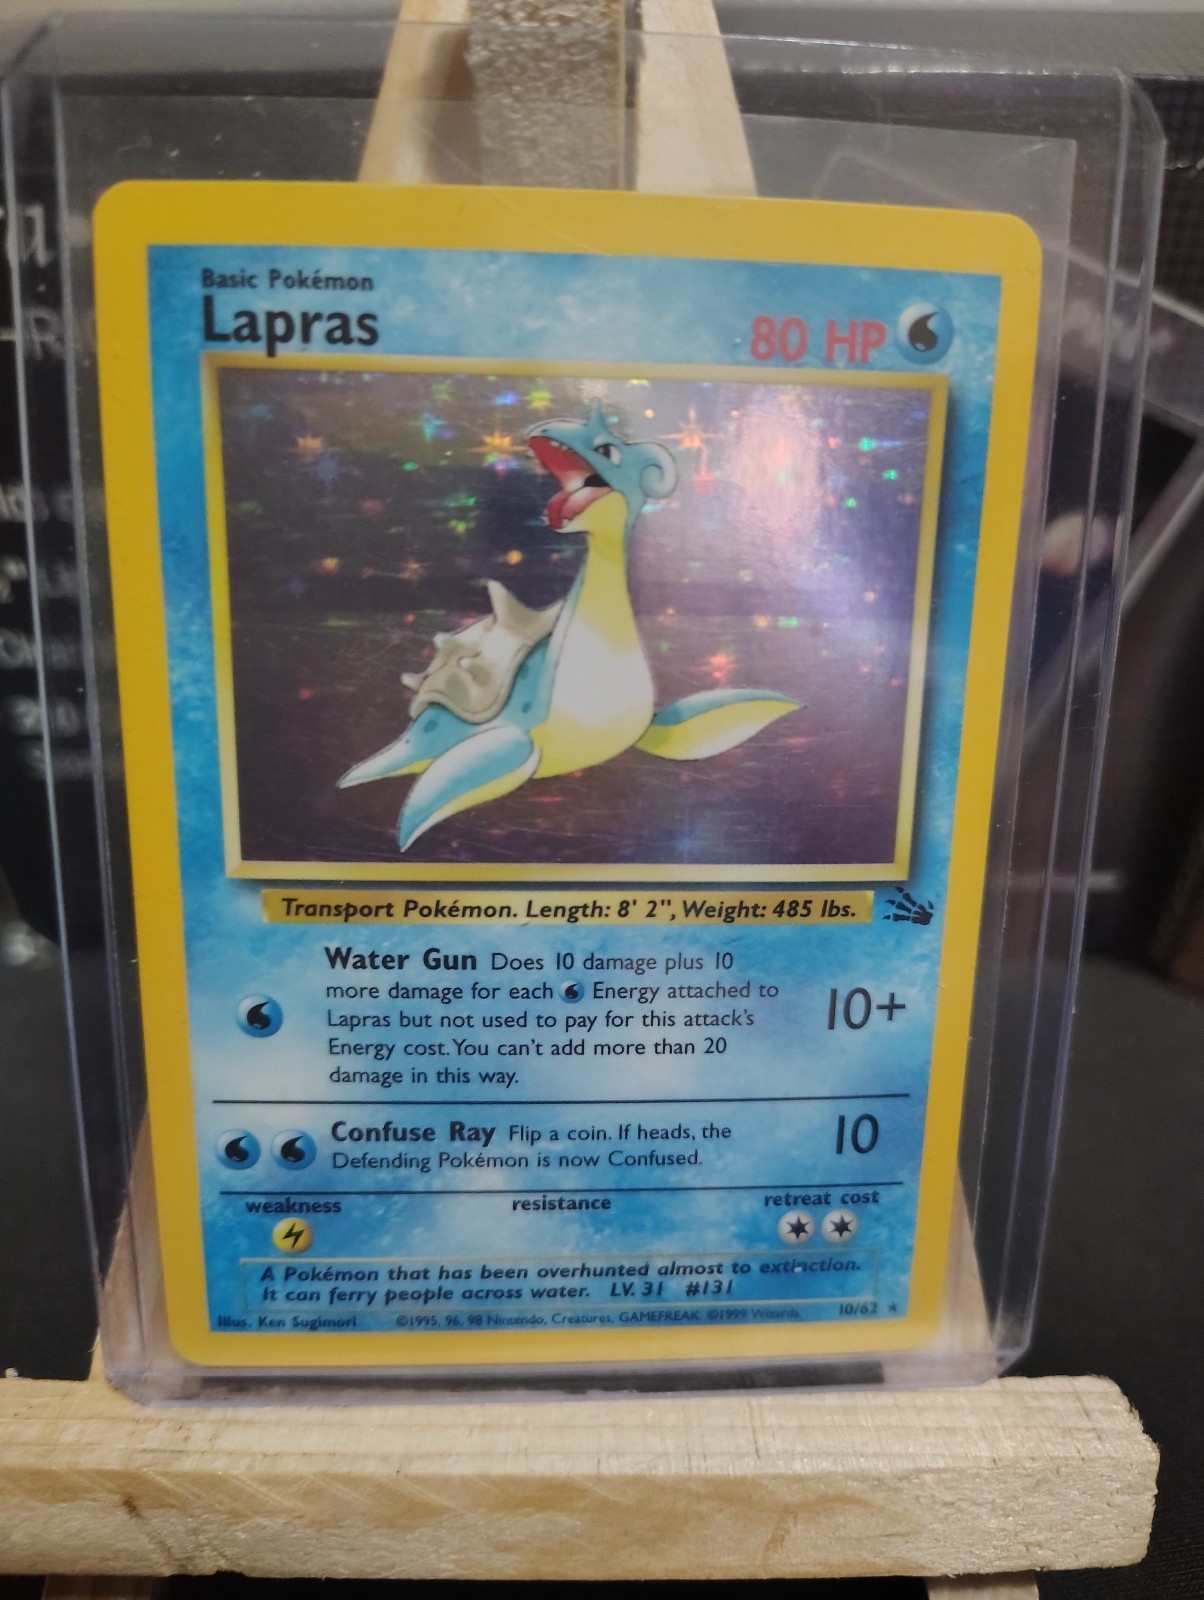 Basic Pokémon
Lapras
80 HP
Transport Pokémon. Length: 8' 2", Weight: 485 lbs.
Water Gun Does 10 damage plus 10
more damage for each Energy attached to
Lapras but not used to pay for this attack's
Energy cost. You can't add more than 20
damage in this way.
10+
Confuse Ray Flip a coin. If heads, the
Defending Pokémon is now Confused.
10
weakness
resistance
retreat cost
A Pokémon that has been overhunted almost to extinction.
It can ferry people across water. LV. 31 #131
Illus. Ken Sugimori ©1995, 96, 98 Nintendo, Creatures, GAMEFREAK. ©1999 Wizards. 10/62 ★